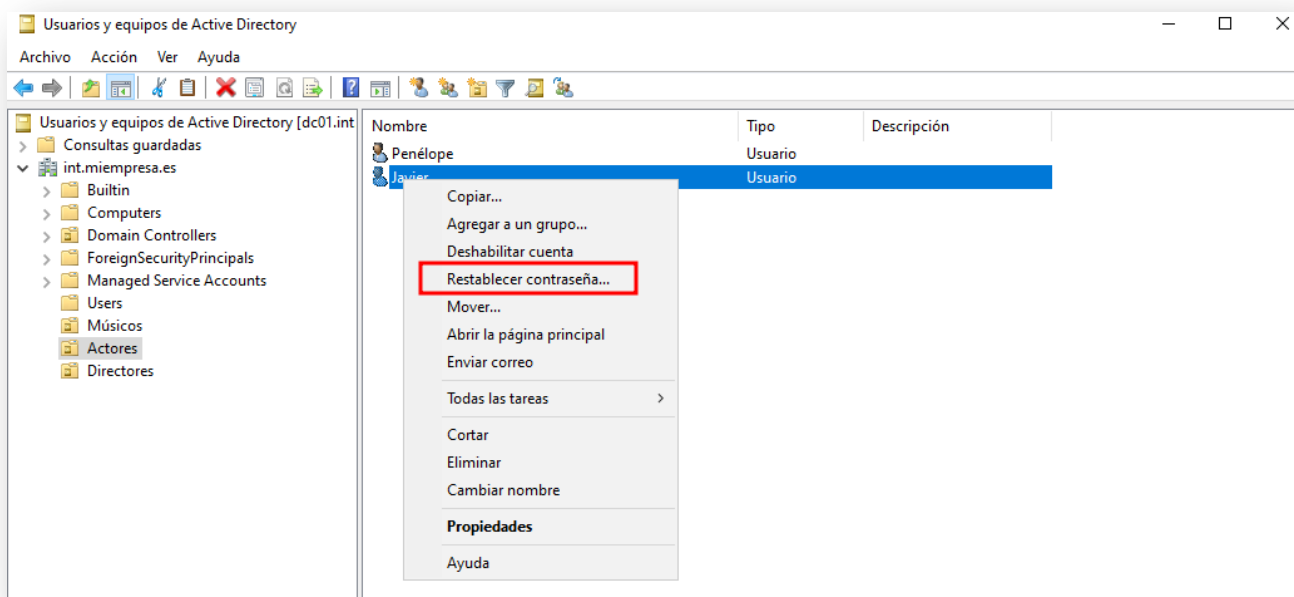 Usuarios y equipos de Active Directory
Archivo Acción Ver Ayuda
Usuarios y equipos de Active Directory [dc01.int
Consultas guardadas
int.miempresa.es
Builtin
Computers
Domain Controllers
ForeignSecurityPrincipals
Managed Service Accounts
Users
Músicos
Actores
Directores
Nombre Tipo Descripción
Penélope Usuario
Javier Usuario
Copiar...
Agregar a un grupo...
Deshabilitar cuenta
Restablecer contraseña...
Mover...
Abrir la página principal
Enviar correo
Todas las tareas
Cortar
Eliminar
Cambiar nombre
Propiedades
Ayuda